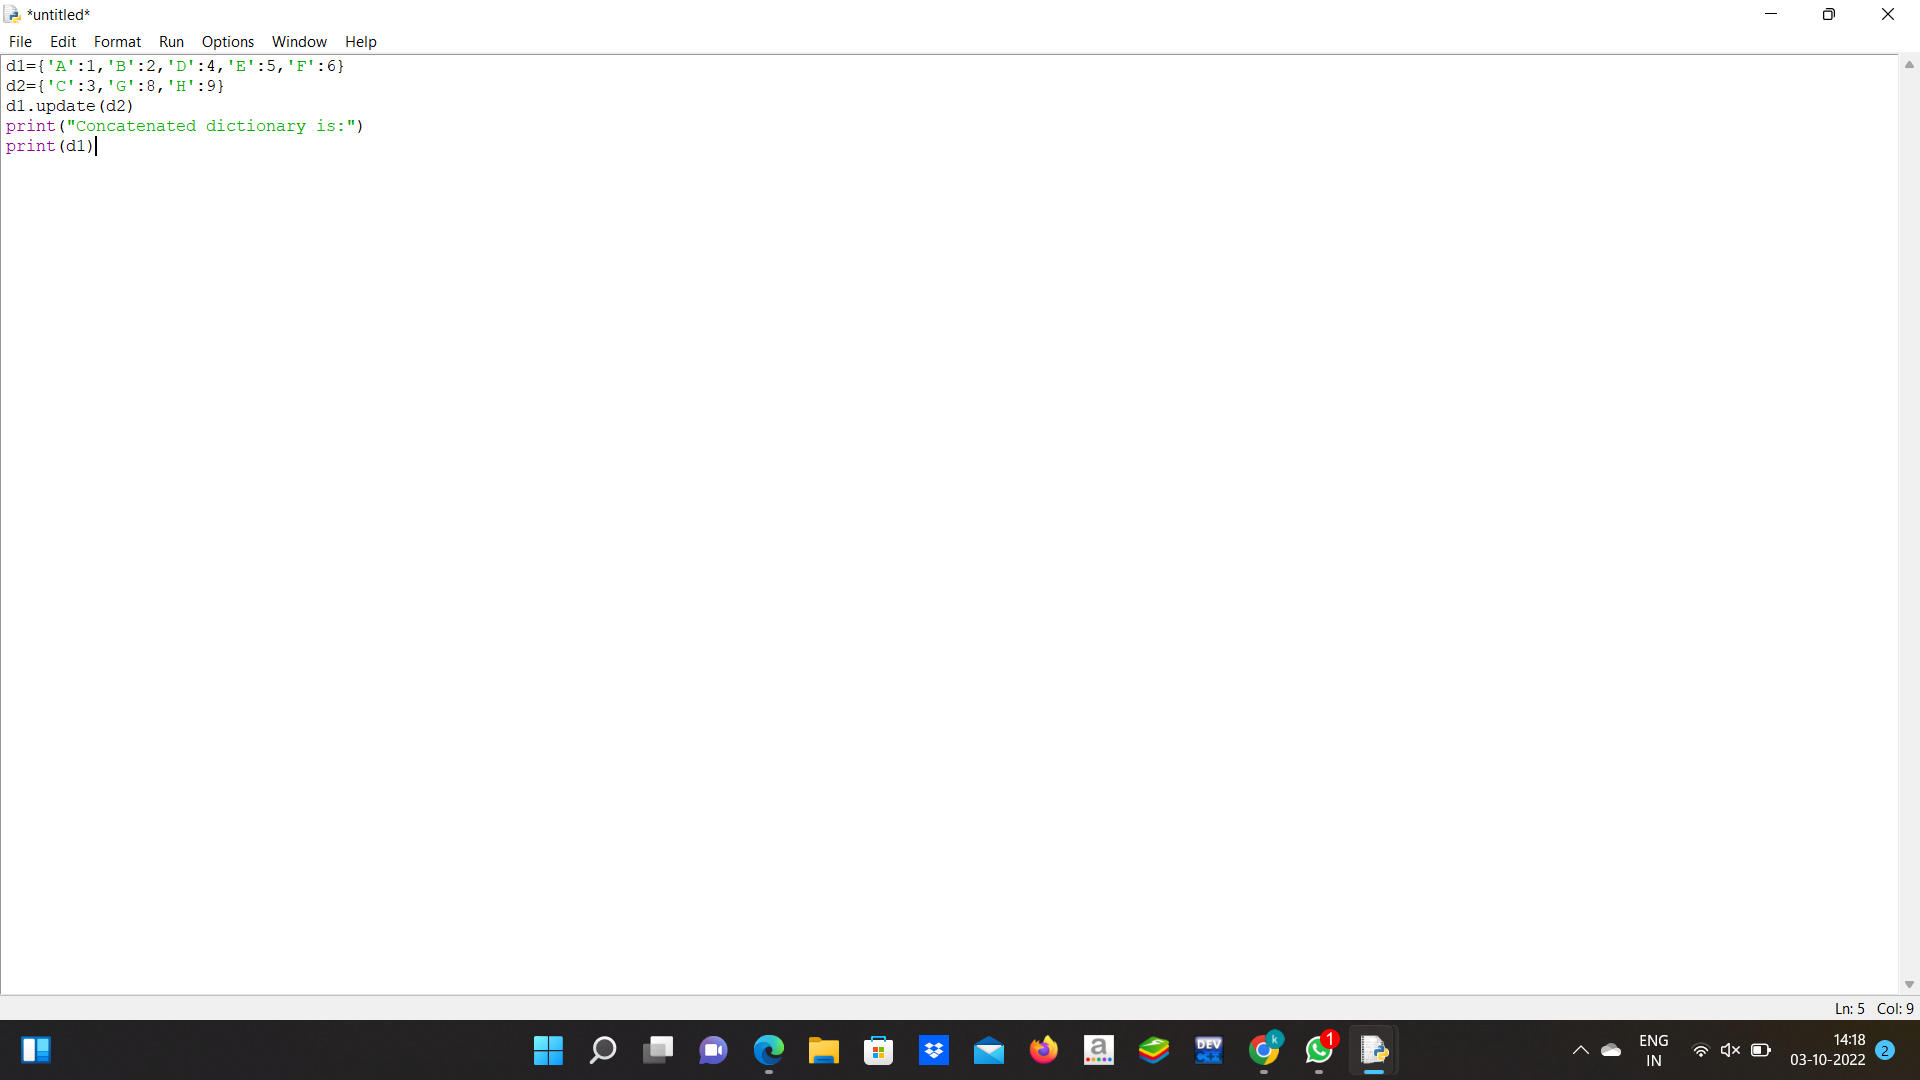 *untitled*
File Edit Format Run Options Window Help
d1={'A':1,'B':2,'D':4,'E':5,'F':6}
d2={'C':3,'G':8,'H':9}
d1.update(d2)
print("Concatenated dictionary is:")
print(d1)
Ln: 5 Col: 9
a
DEV
C++
k
1
ENG
IN
14:18
03-10-2022
2